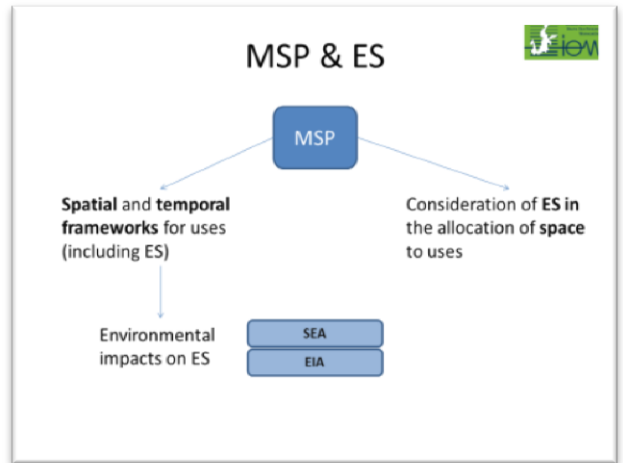 MSP & ES
iOW
MSP
Spatial and temporal
frameworks for uses
(including ES)
Consideration of ES in
the allocation of space
to uses
Environmental
impacts on ES
SEA
EIA